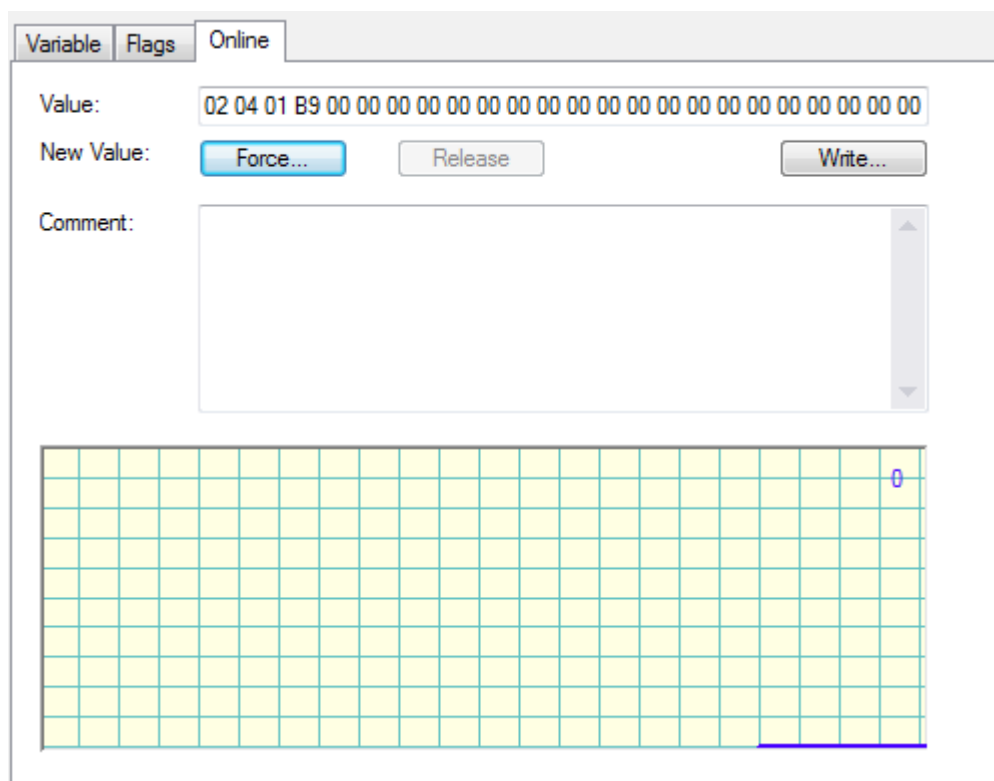 Variable Flags Online
Value: 02 04 01 B9 00 00 00 00 00 00 00 00 00 00 00 00 00 00 00 00 00 00 00 00
New Value: Force... Release Write...
Comment:
0